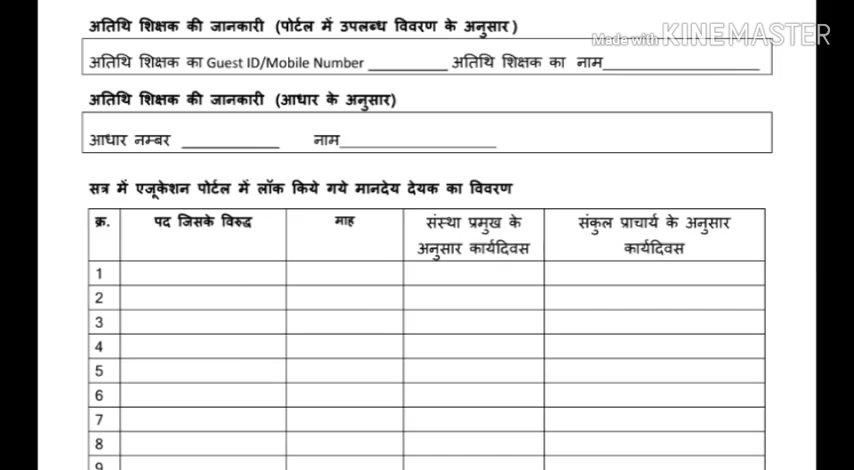 अतिथि शिक्षक की जानकारी (पोर्टल में उपलब्ध विवरण के अनुसार)
Made with KINEMASTER
अतिथि शिक्षक का Guest ID/Mobile Number __________ अतिथि शिक्षक का नाम____________________
अतिथि शिक्षक की जानकारी (आधार के अनुसार)
आधार नम्बर ____________ नाम____________________
सत्र में एजूकेशन पोर्टल में लॉक किये गये मानदेय देयक का विवरण
क्र. पद जिसके विरुद्ध माह संस्था प्रमुख के अनुसार कार्यदिवस संकुल प्राचार्य के अनुसार कार्यदिवस
1
2
3
4
5
6
7
8
9